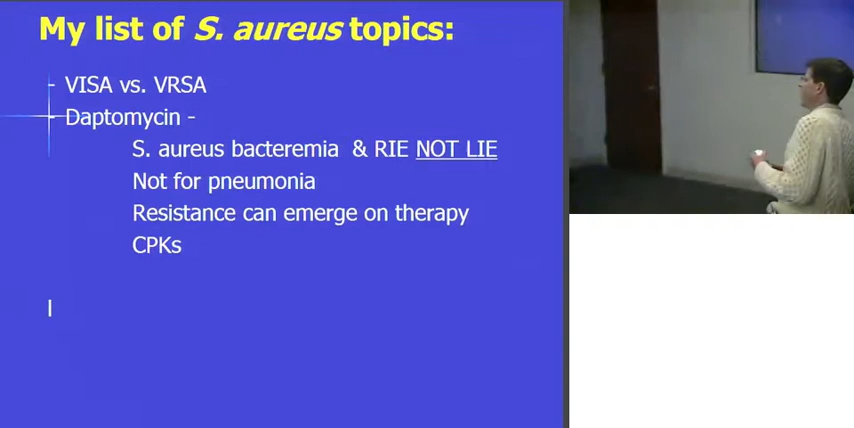 My list of S. aureus topics:
- VISA vs. VRSA
- Daptomycin -
S. aureus bacteremia & RIE NOT LIE
Not for pneumonia
Resistance can emerge on therapy
CPKs